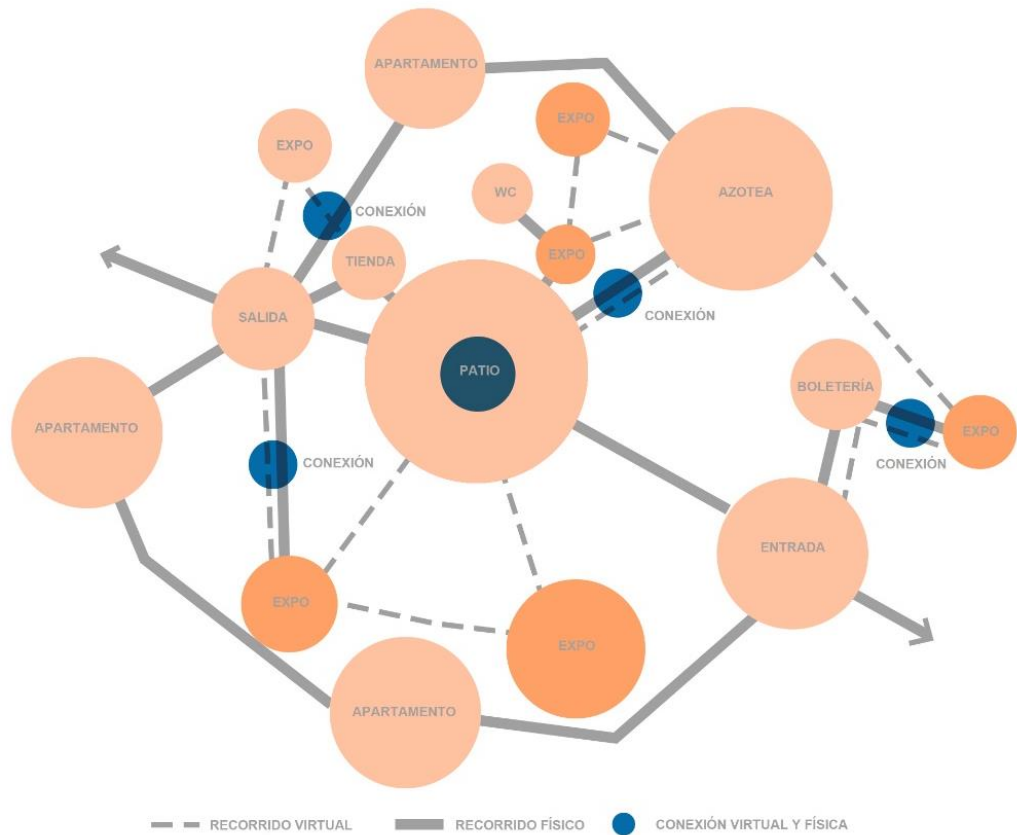 APARTAMENTO
EXPO
EXPO
AZOTEA
WC
CONEXIÓN
TIENDA
EXPO
SALIDA
CONEXIÓN
PATIO
BOLETERÍA
APARTAMENTO
EXPO
CONEXIÓN
CONEXIÓN
ENTRADA
EXPO
EXPO
APARTAMENTO
RECORRIDO VIRTUAL RECORRIDO FÍSICO CONEXIÓN VIRTUAL Y FÍSICA